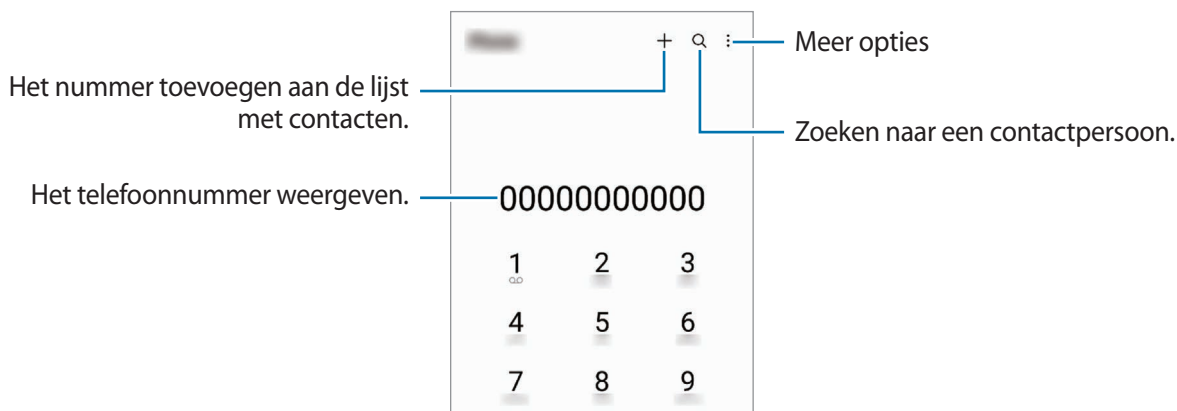 Meer opties
Het nummer toevoegen aan de lijst
met contacten.
Zoeken naar een contactpersoon.
Het telefoonnummer weergeven.
00000000000
1 2 3
4 5 6
7 8 9